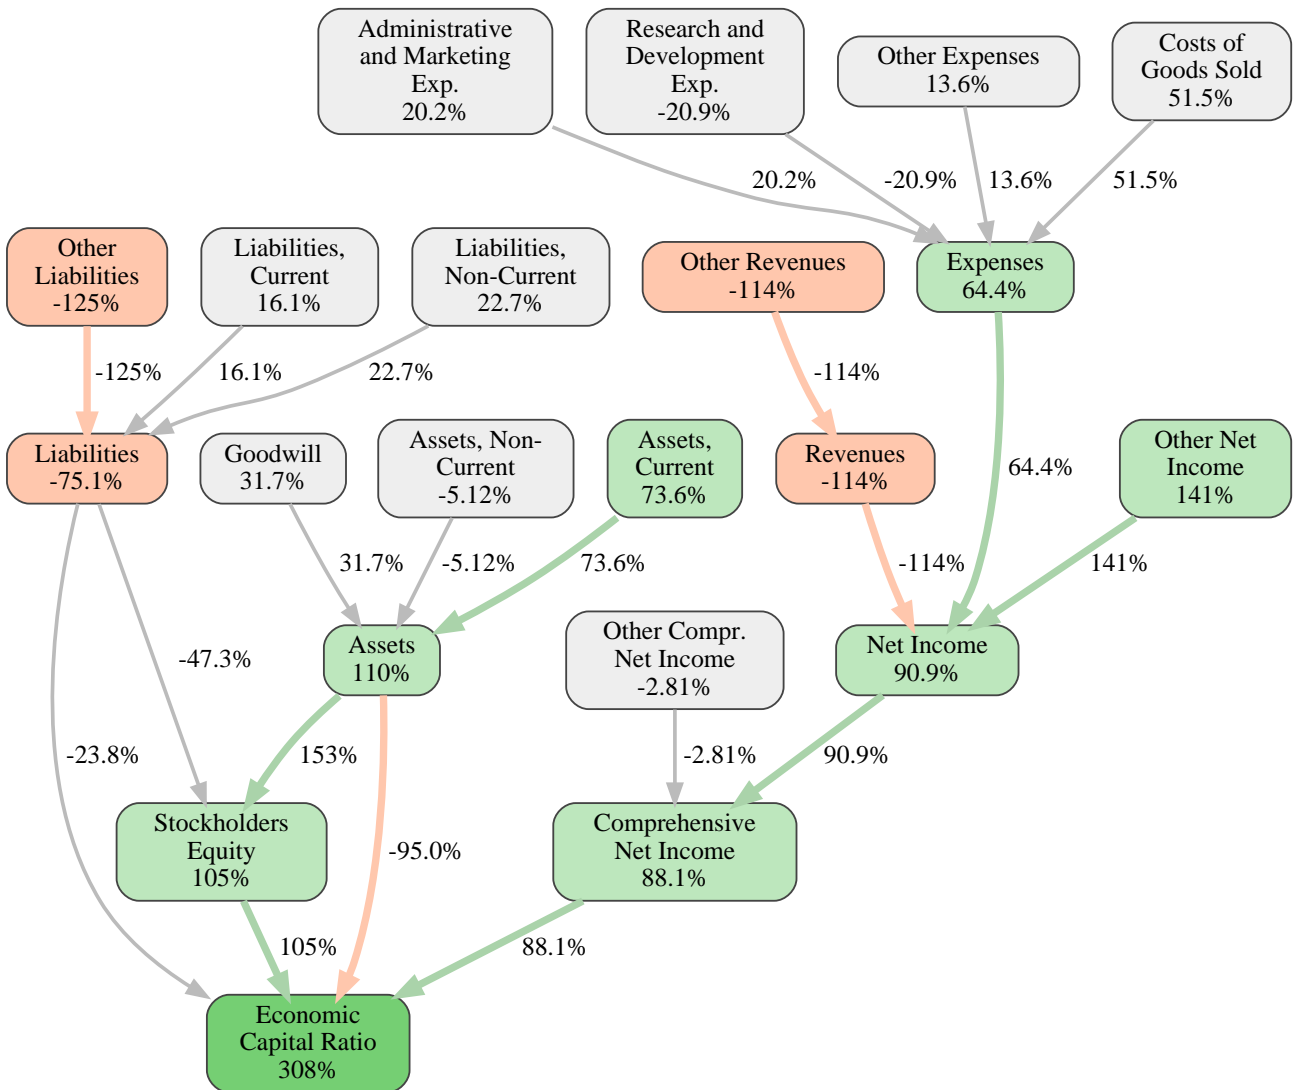 Administrative
and Marketing
Exp.
20.2%
Research and
Development
Exp.
-20.9%
Other Expenses
13.6%
Costs of
Goods Sold
51.5%
20.2%
-20.9%
13.6%
51.5%
Other
Liabilities
-125%
Liabilities,
Current
16.1%
Liabilities,
Non-Current
22.7%
Other Revenues
-114%
Expenses
64.4%
-125%
16.1%
22.7%
-114%
Liabilities
-75.1%
Goodwill
31.7%
Assets, Non-
Current
-5.12%
Assets,
Current
73.6%
Revenues
-114%
64.4%
Other Net
Income
141%
31.7%
-5.12%
73.6%
-114%
141%
-47.3%
Assets
110%
Other Compr.
Net Income
-2.81%
Net Income
90.9%
-23.8%
153%
-2.81%
90.9%
Stockholders
Equity
105%
-95.0%
Comprehensive
Net Income
88.1%
105%
88.1%
Economic
Capital Ratio
308%